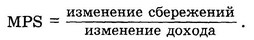 MPS = изменение сбережений / изменение дохода .